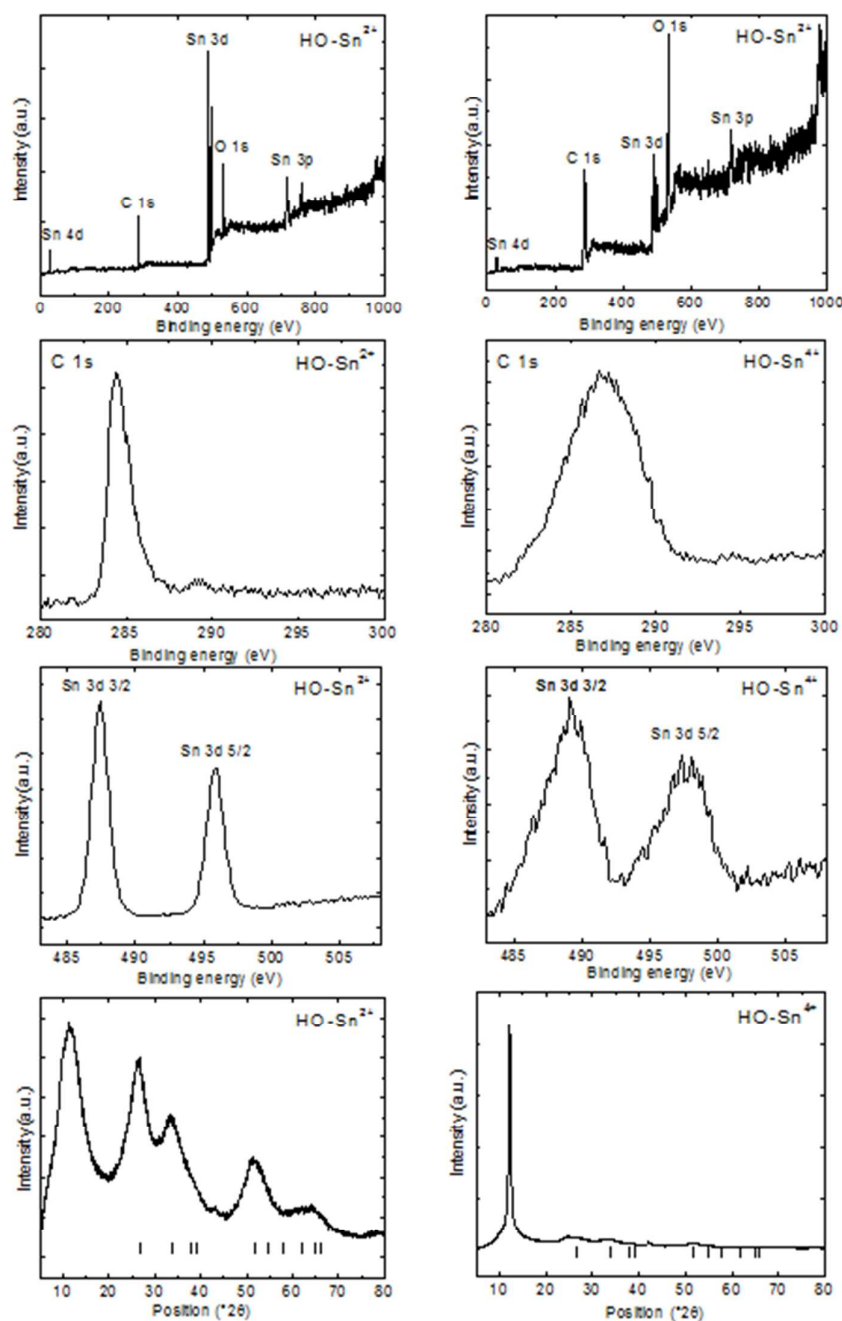 Sn 3d
HO-Sn2+
O 1s
Sn 3p
C 1s
Sn 4d
Intensity (a.u.)
0 200 400 600 800 1000
Binding energy (eV)
O 1s
HO-Sn2+
Sn 3p
C 1s
Sn 3d
Sn 4d
Intensity (a.u.)
0 200 400 600 800 1000
Binding energy (eV)
C 1s
HO-Sn2+
Intensity (a.u.)
280 285 290 295 300
Binding energy (eV)
C 1s
HO-Sn4+
Intensity (a.u.)
280 285 290 295 300
Binding energy (eV)
Sn 3d 3/2
HO-Sn2+
Sn 3d 5/2
Intensity (a.u.)
485 490 495 500 505
Binding energy (eV)
Sn 3d 3/2
HO-Sn4+
Sn 3d 5/2
Intensity (a.u.)
485 490 495 500 505
Binding energy (eV)
HO-Sn2+
Intensity (a.u.)
10 20 30 40 50 60 70 80
Position (°2θ)
HO-Sn4+
Intensity (a.u.)
10 20 30 40 50 60 70 80
Position (°2θ)